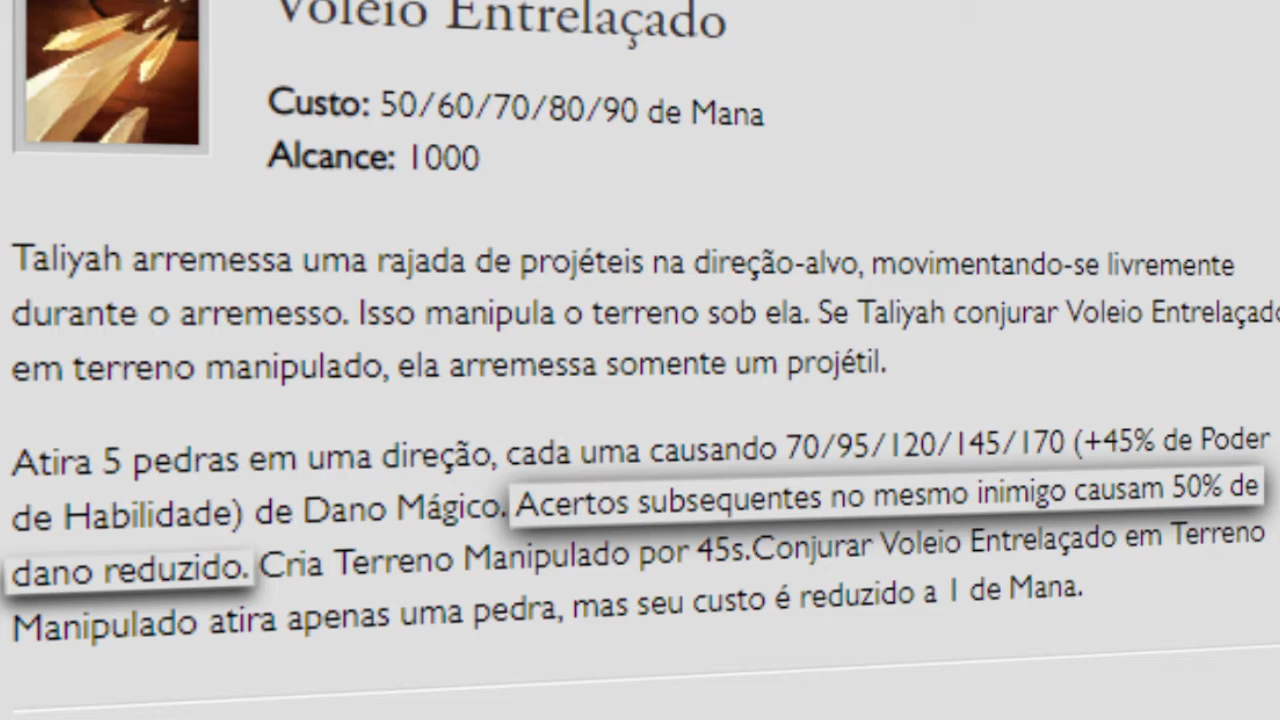 Voleio Entrelaçado
Custo: 50/60/70/80/90 de Mana
Alcance: 1000
Taliyah arremessa uma rajada de projéteis na direção-alvo, movimentando-se livremente
durante o arremesso. Isso manipula o terreno sob ela. Se Taliyah conjurar Voleio Entrelaçado
em terreno manipulado, ela arremessa somente um projétil.
Atira 5 pedras em uma direção, cada uma causando 70/95/120/145/170 (+45% de Poder
de Habilidade) de Dano Mágico. Acertos subsequentes no mesmo inimigo causam 50% de
dano reduzido. Cria Terreno Manipulado por 45s.Conjurar Voleio Entrelaçado em Terreno
Manipulado atira apenas uma pedra, mas seu custo é reduzido a 1 de Mana.